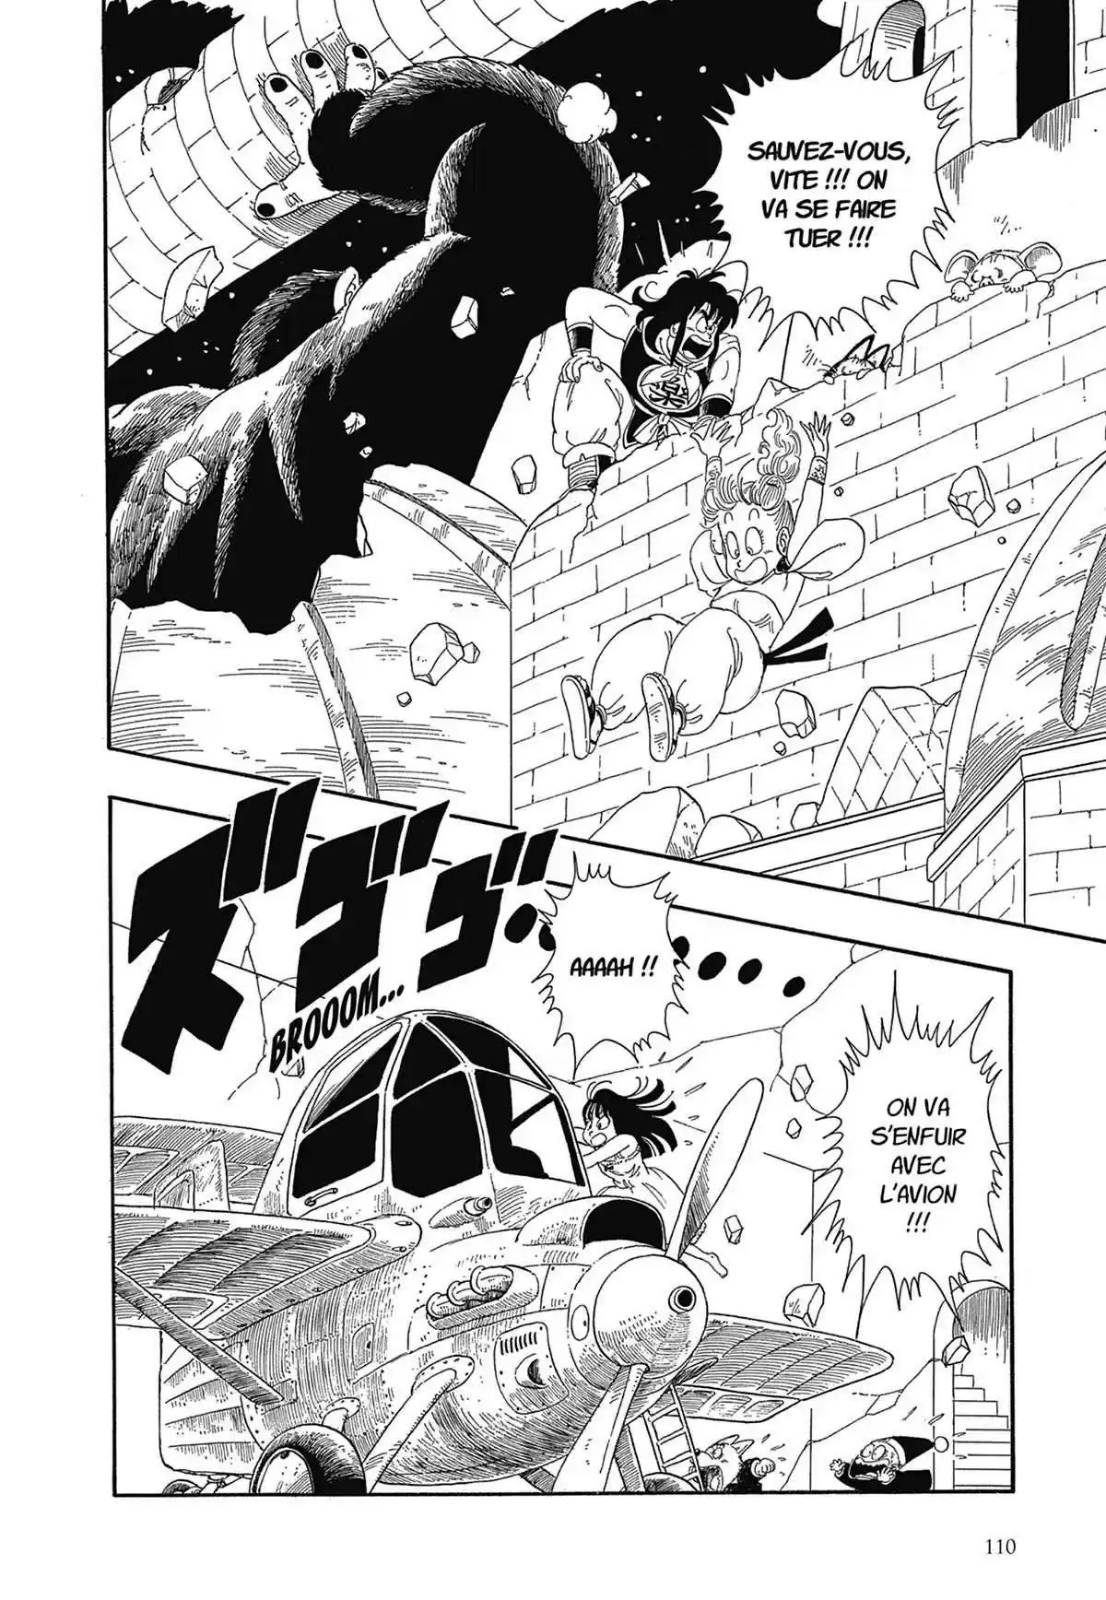 SAUVEZ-VOUS,
VITE !!! ON
VA SE FAIRE
TUER !!!
楽
ズゴゴ・・・・・・
BROOOM...
AAAAH !!
ON VA
S'ENFUIR
AVEC
L'AVION
!!!
110